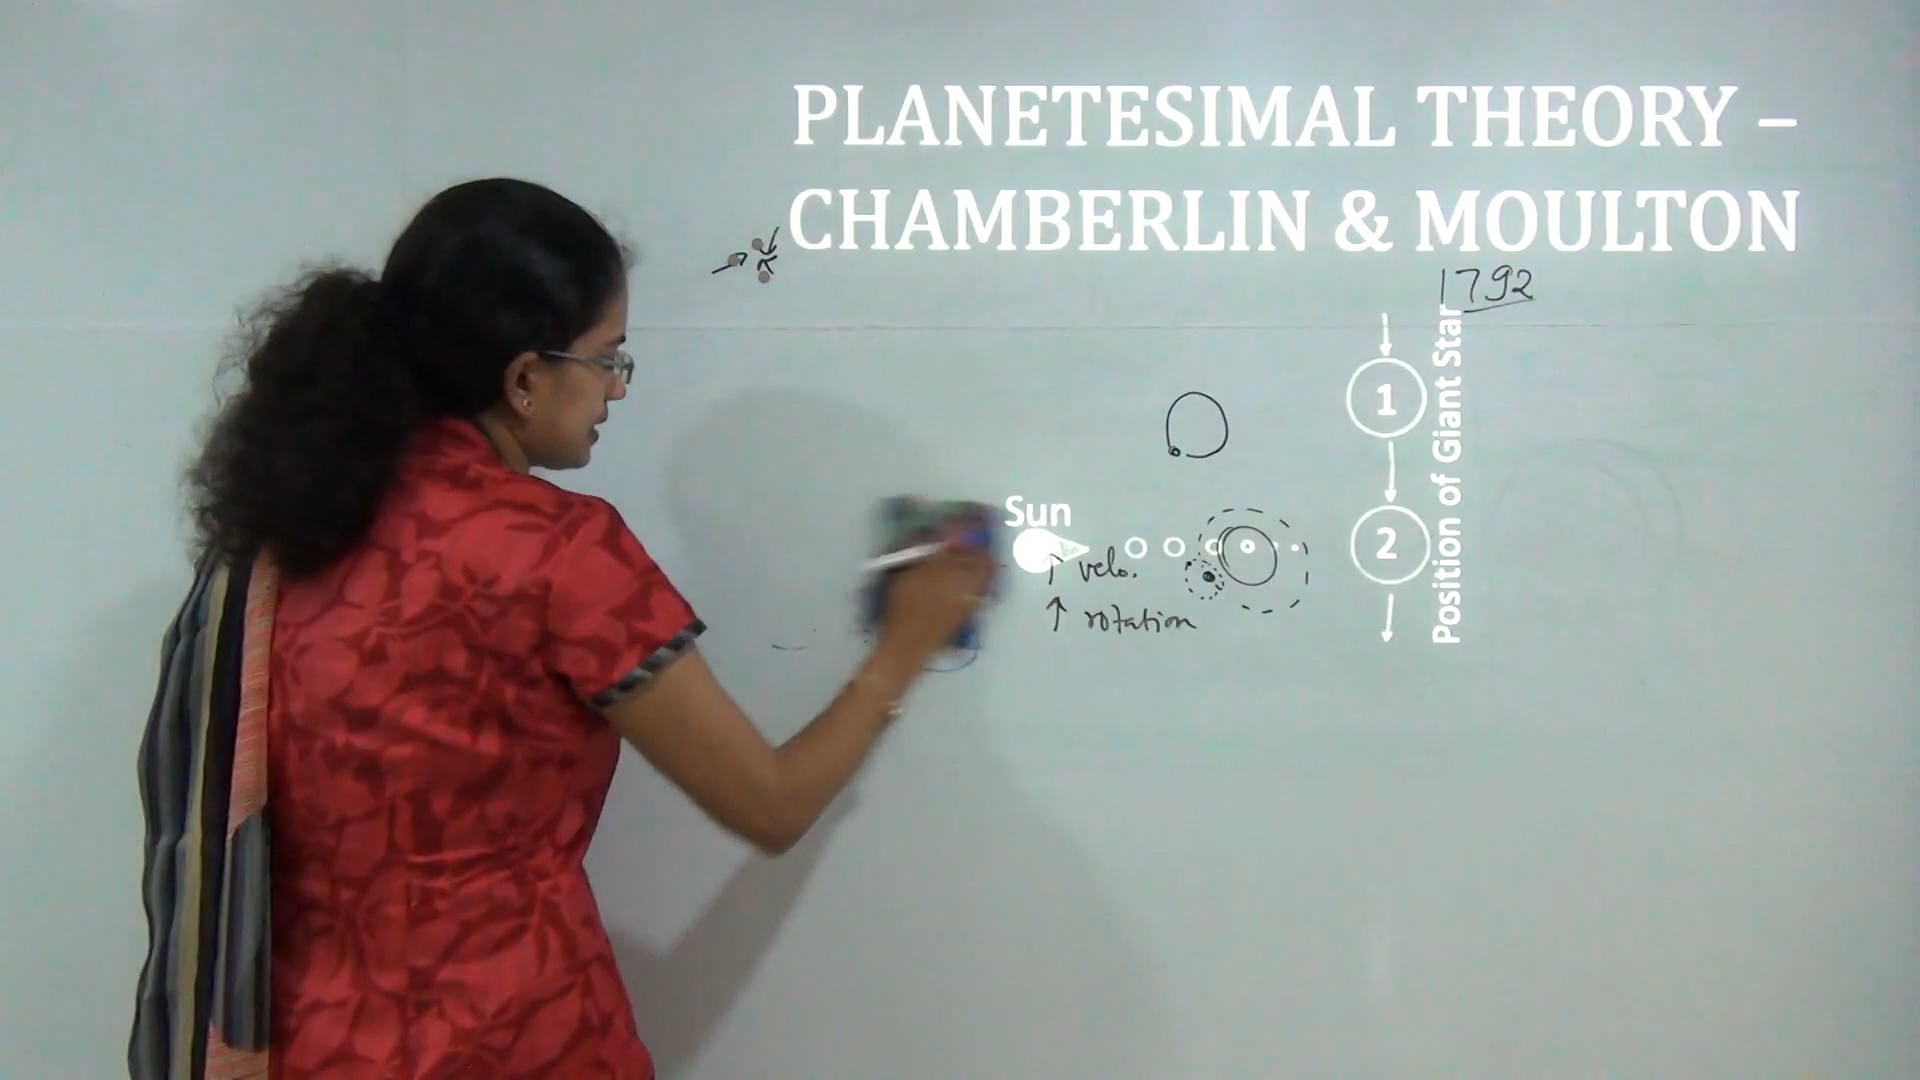 PLANETESIMAL THEORY –
CHAMBERLIN & MOULTON
1792
1
Position of Giant Star
Sun
2
↑ velo.
↑ rotation